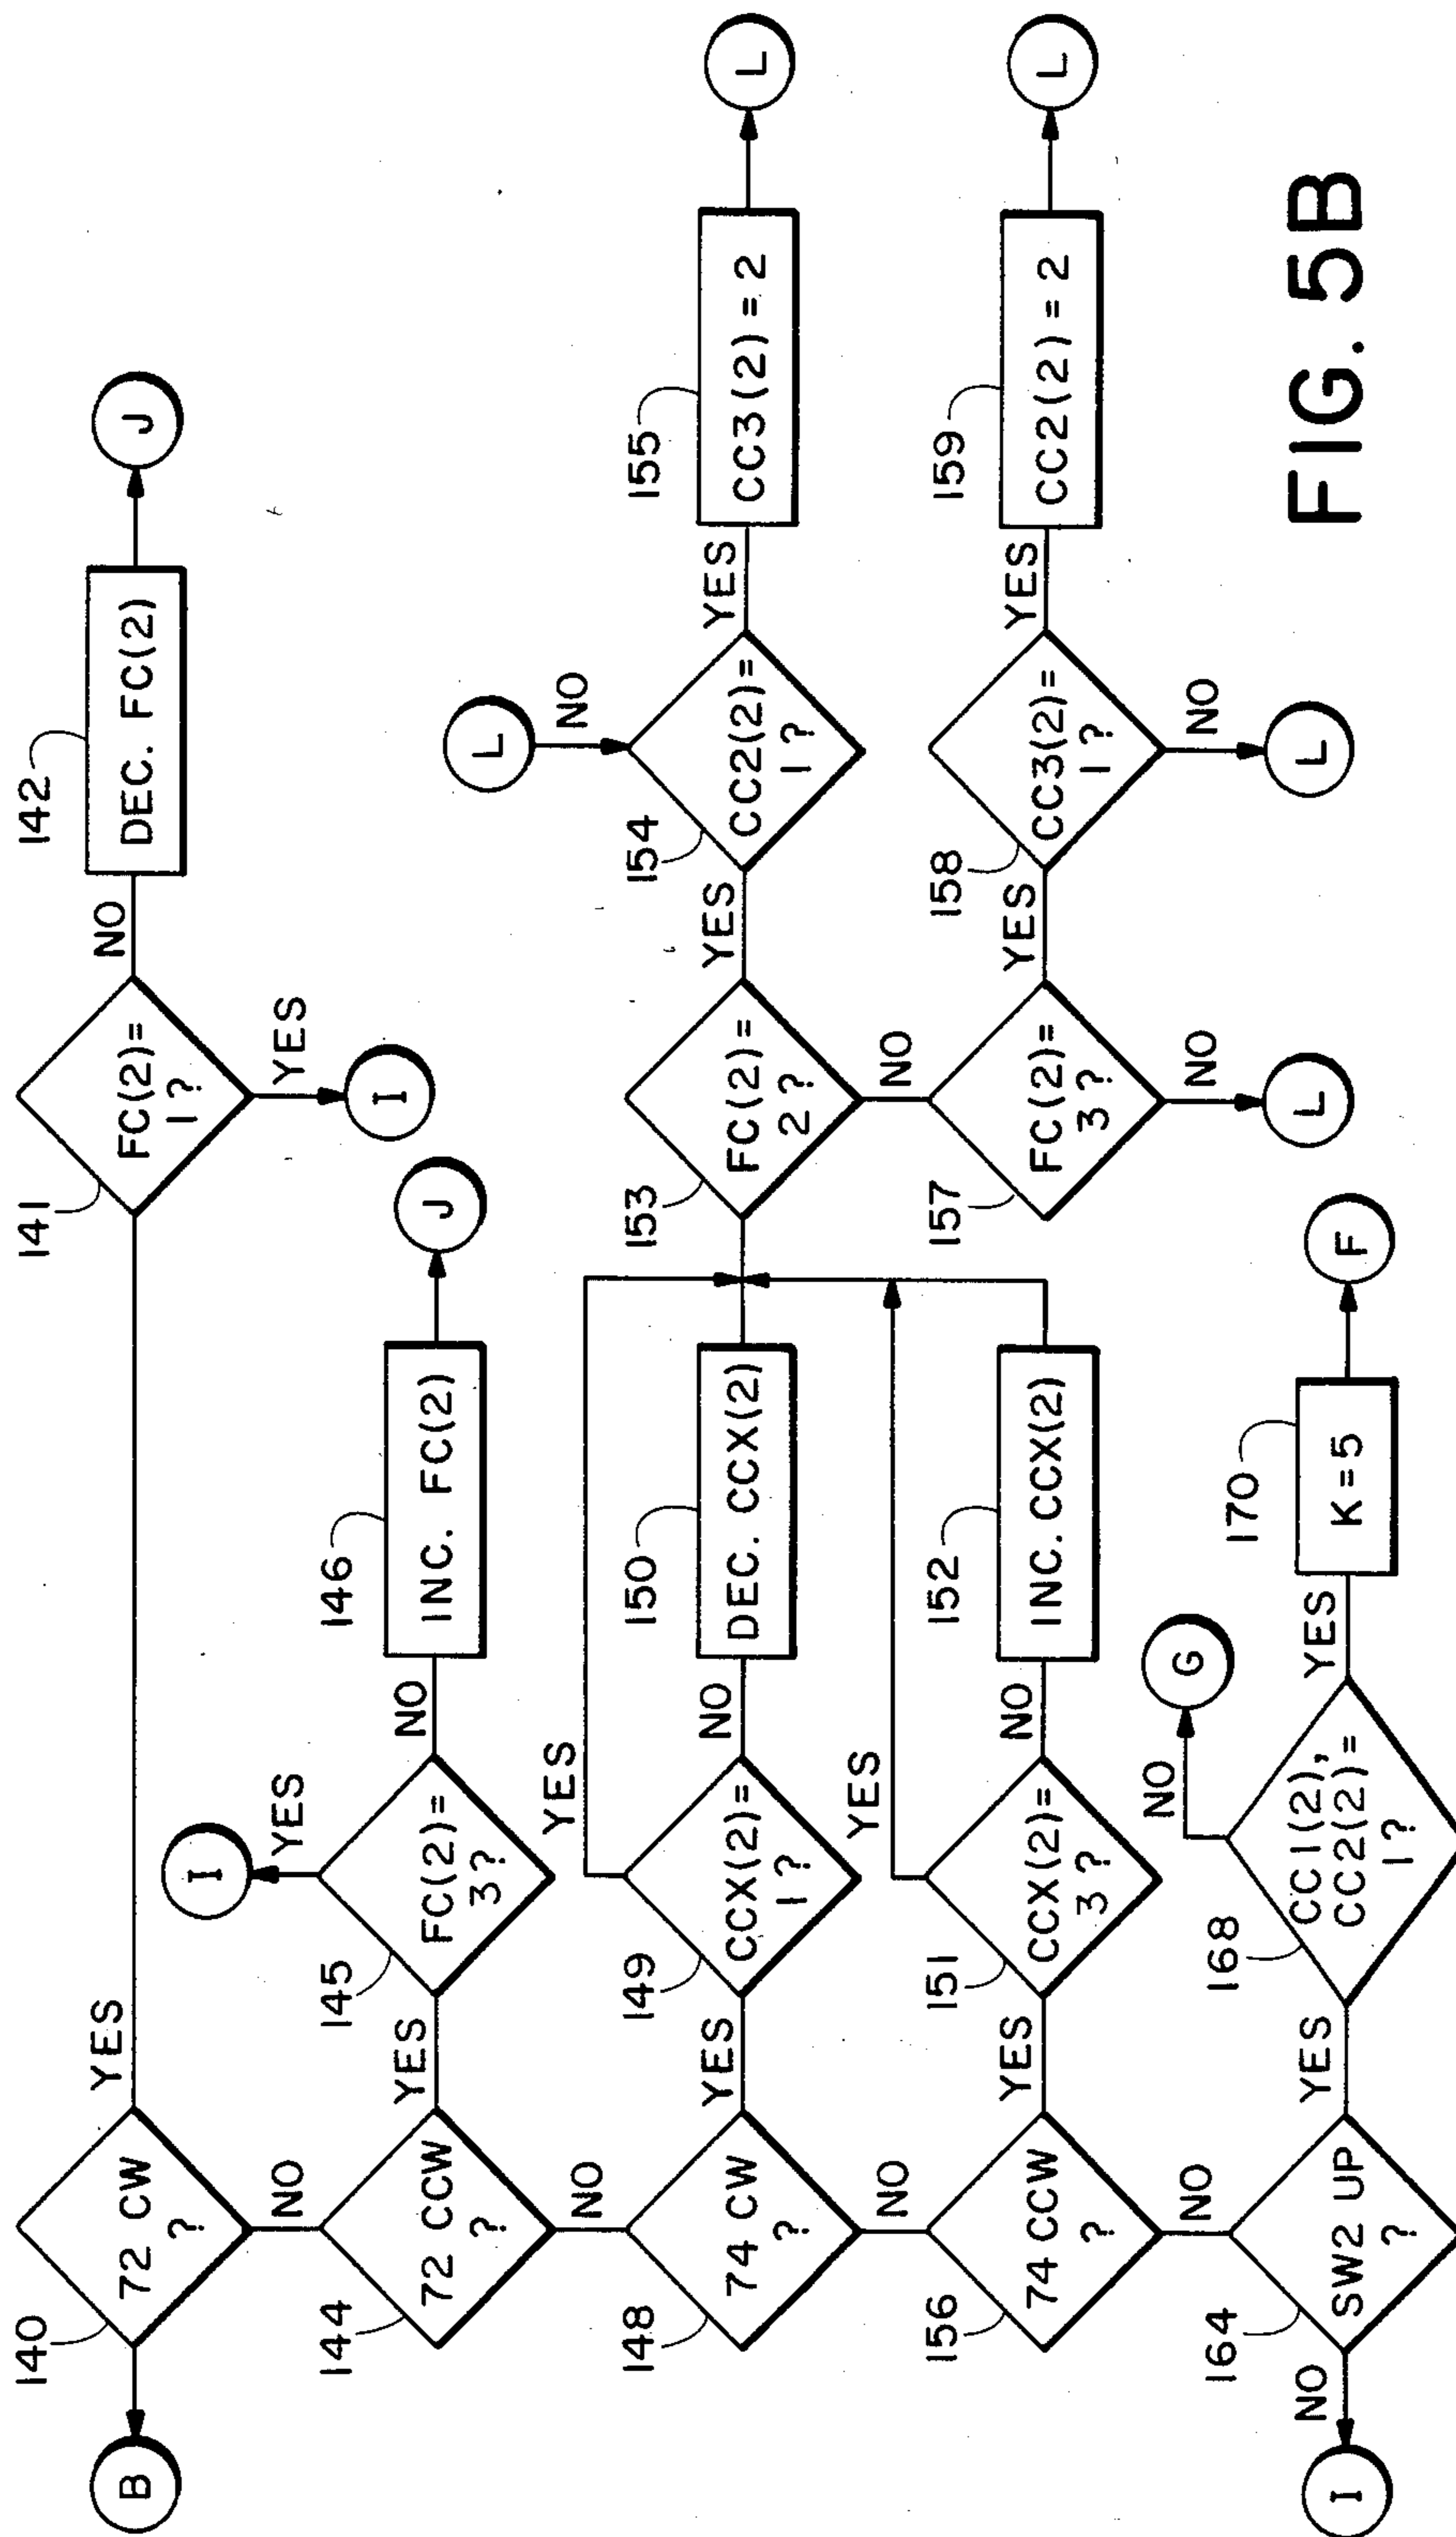 B
140
72 CW
?
YES
141
FC(2)=
1 ?
NO
142
DEC. FC(2)
J
YES
I
NO
144
72 CCW
?
YES
145
FC(2)=
3?
YES
I
NO
146
INC. FC(2)
J
NO
148
74 CW
?
YES
149
CCX(2)=
1 ?
YES
NO
150
DEC. CCX(2)
153
FC(2)=
2 ?
YES
154
CC2(2)=
1 ?
NO
L
YES
155
CC3(2) = 2
L
NO
NO
156
74 CCW
?
YES
151
CCX(2)=
3 ?
YES
NO
152
INC. CCX(2)
157
FC(2)=
3 ?
NO
L
YES
158
CC3(2)=
1 ?
NO
L
YES
159
CC2(2) = 2
L
NO
164
SW2 UP
?
NO
I
YES
168
CC1(2),
CC2(2)=
1 ?
NO
G
YES
170
K=5
F
FIG. 5B